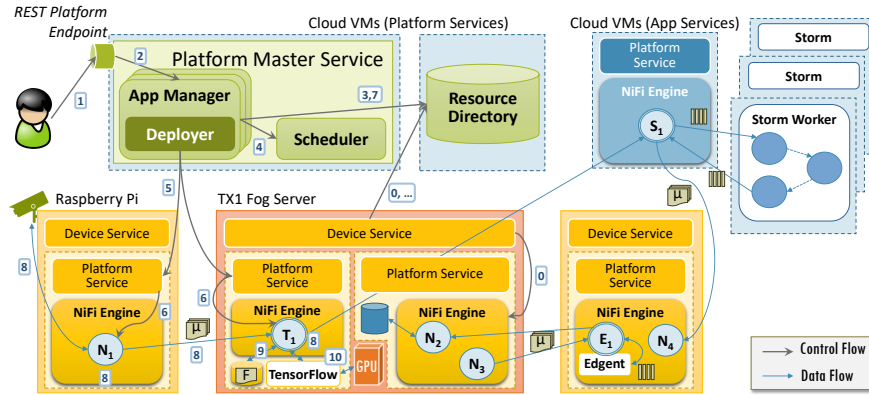 REST Platform
Endpoint
Cloud VMs (Platform Services)
Cloud VMs (App Services)
1
2
Platform Master Service
App Manager
Deployer
4
Scheduler
3,7
Resource
Directory
Platform
Service
NiFi Engine
S1
Storm
Storm
Storm Worker
µ
5
0, ...
Raspberry Pi
Device Service
Platform
Service
NiFi Engine
N1
8
6
8
µ
8
TX1 Fog Server
Device Service
Platform
Service
6
NiFi Engine
T1
8
9
10
F
TensorFlow
GPU
Platform Service
NiFi Engine
N2
N3
0
µ
Device Service
Platform
Service
NiFi Engine
E1
N4
Edgent
Control Flow
Data Flow